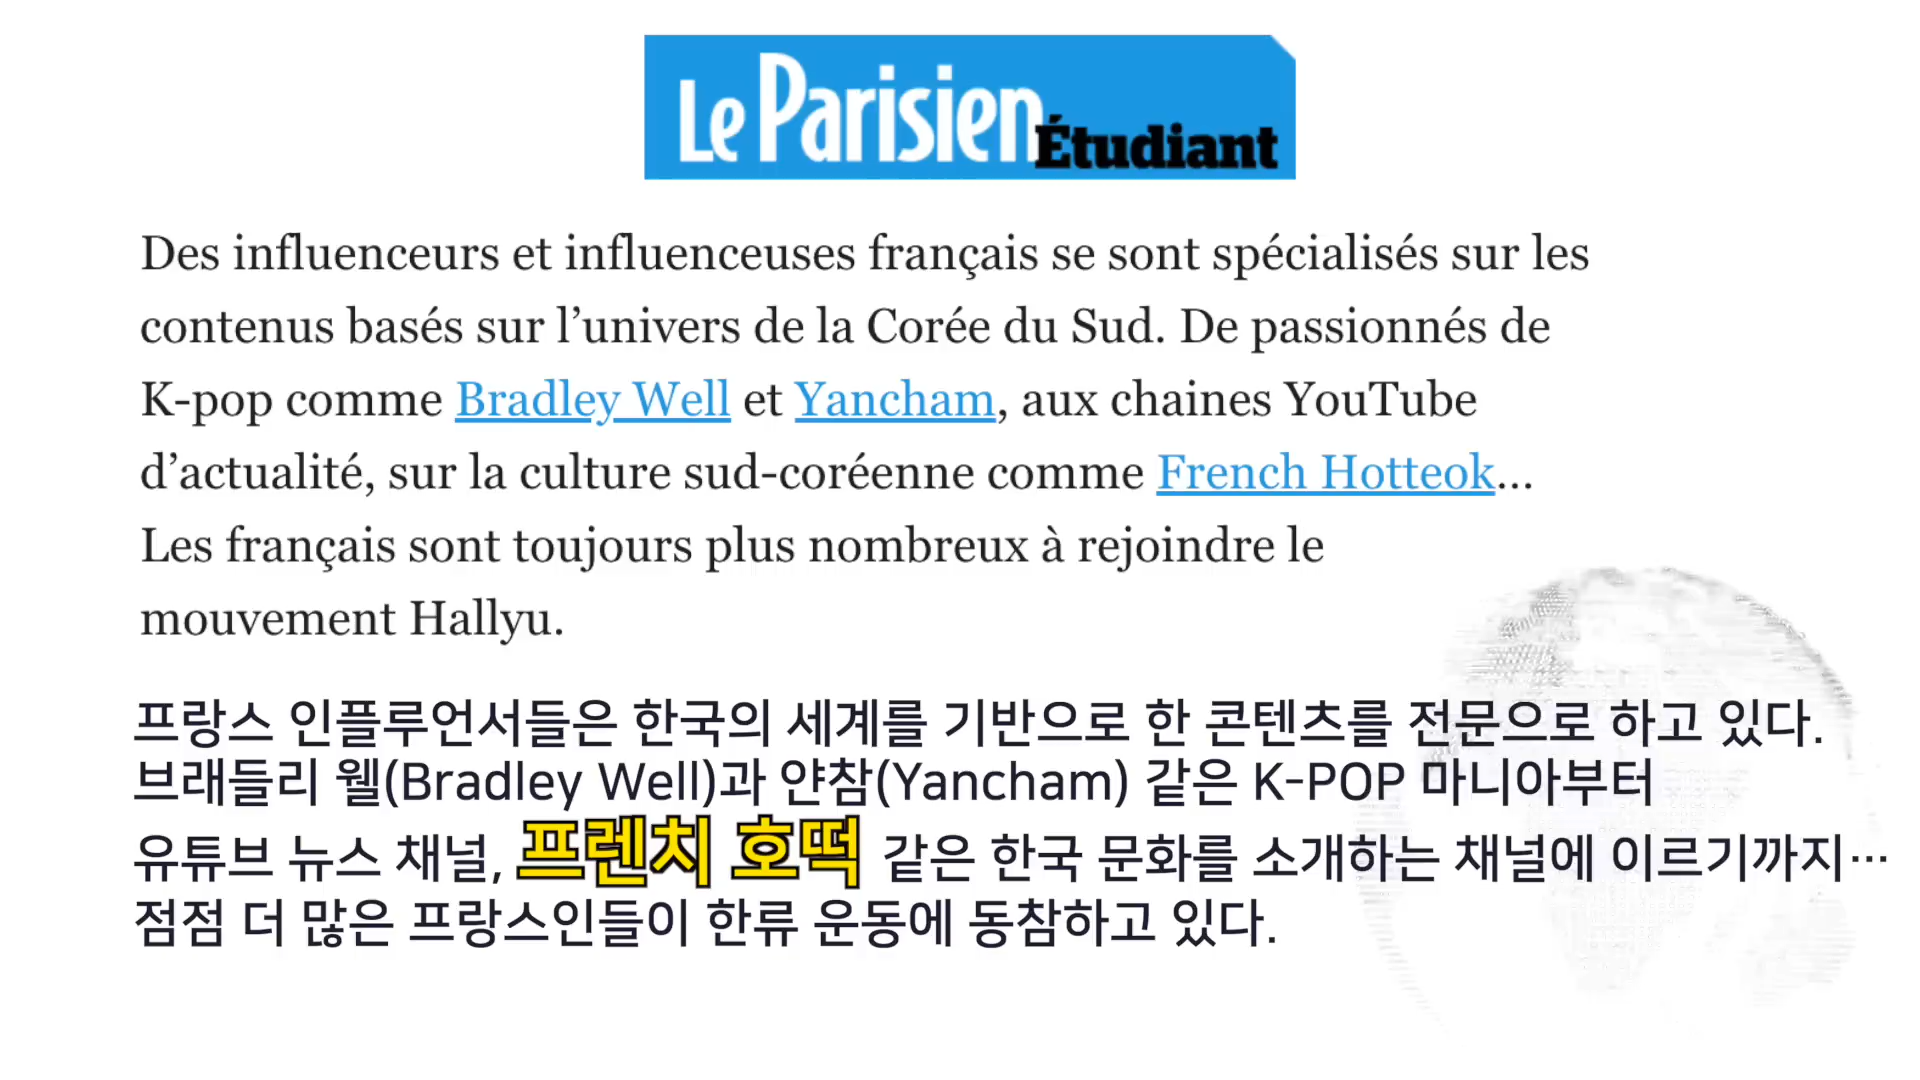 Le Parisien Étudiant
Des influenceurs et influenceuses français se sont spécialisés sur les
contenus basés sur l’univers de la Corée du Sud. De passionnés de
K-pop comme Bradley Well et Yancham, aux chaines YouTube
d’actualité, sur la culture sud-coréenne comme French Hotteok...
Les français sont toujours plus nombreux à rejoindre le
mouvement Hallyu.
프랑스 인플루언서들은 한국의 세계를 기반으로 한 콘텐츠를 전문으로 하고 있다.
브래들리 웰(Bradley Well)과 얀참(Yancham) 같은 K-POP 마니아부터
유튜브 뉴스 채널, 프렌치 호떡 같은 한국 문화를 소개하는 채널에 이르기까지…
점점 더 많은 프랑스인들이 한류 운동에 동참하고 있다.